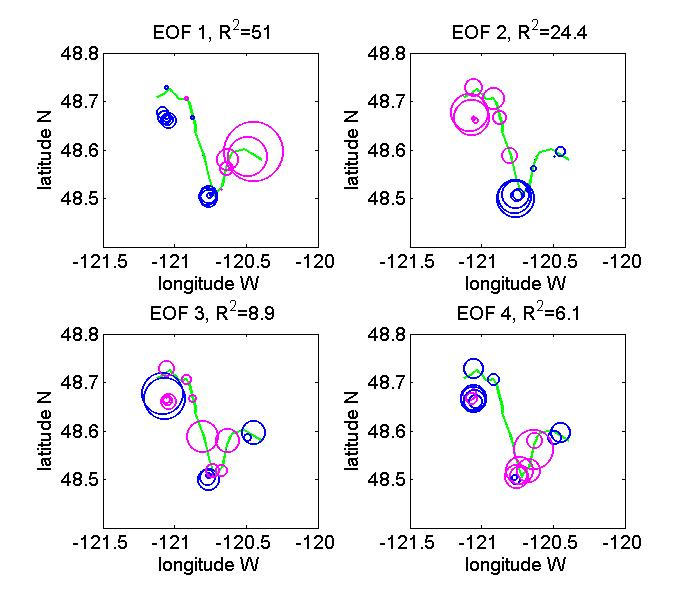 EOF 1, R²=51
48.8
48.7
48.6
48.5
latitude N
-121.5 -121 -120.5 -120
longitude W
EOF 2, R²=24.4
48.8
48.7
48.6
48.5
latitude N
-121.5 -121 -120.5 -120
longitude W
EOF 3, R²=8.9
48.8
48.7
48.6
48.5
latitude N
-121.5 -121 -120.5 -120
longitude W
EOF 4, R²=6.1
48.8
48.7
48.6
48.5
latitude N
-121.5 -121 -120.5 -120
longitude W